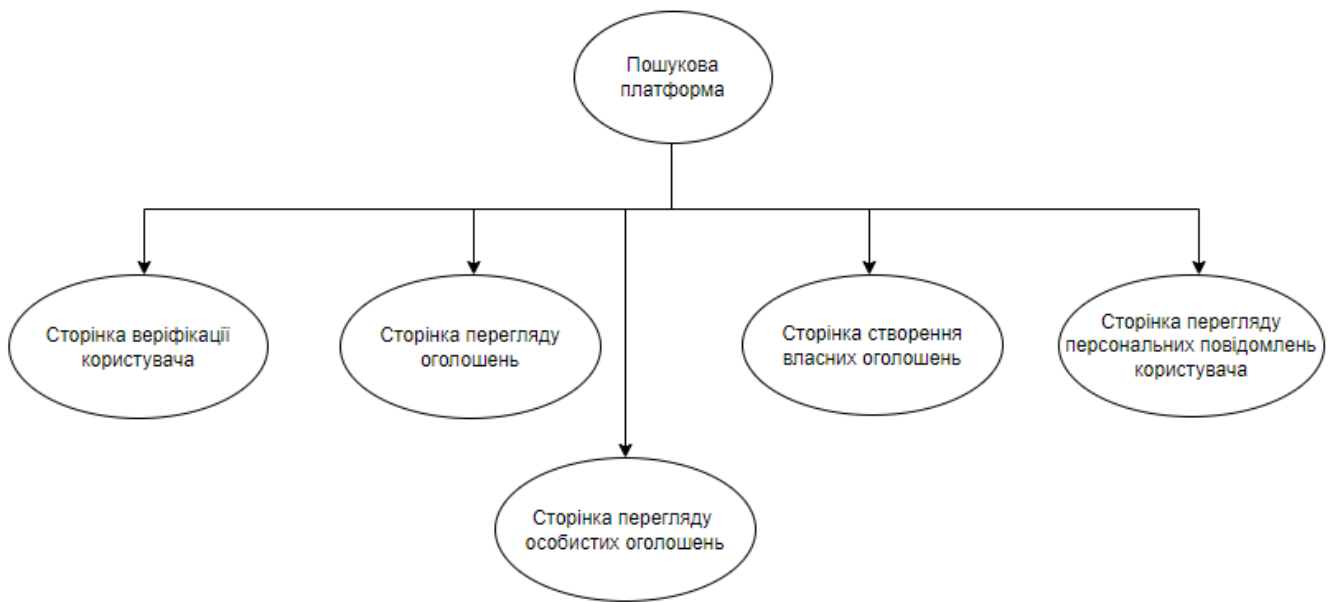 Пошукова
платформа
Сторінка веріфікації
користувача
Сторінка перегляду
оголошень
Сторінка створення
власних оголошень
Сторінка перегляду
персональних повідомлень
користувача
Сторінка перегляду
особистих оголошень